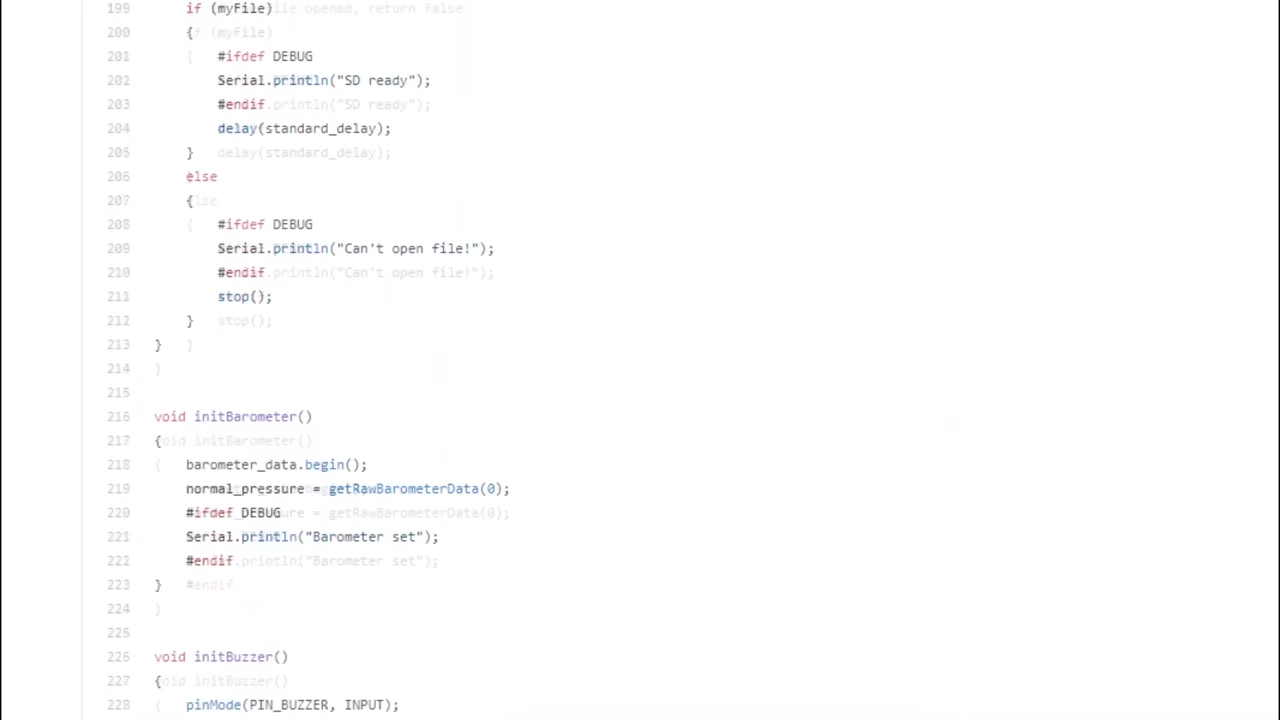 199 if (myFile)
200 {
201 #ifdef DEBUG
202 Serial.println("SD ready");
203 #endif
204 delay(standard_delay);
205 }
206 else
207 {
208 #ifdef DEBUG
209 Serial.println("Can't open file!");
210 #endif
211 stop();
212 }
213 }
214
215
216 void initBarometer()
217 {
218 barometer_data.begin();
219 normal_pressure = getRawBarometerData(0);
220 #ifdef DEBUG
221 Serial.println("Barometer set");
222 #endif
223 }
224
225
226 void initBuzzer()
227 {
228 pinMode(PIN_BUZZER, INPUT);